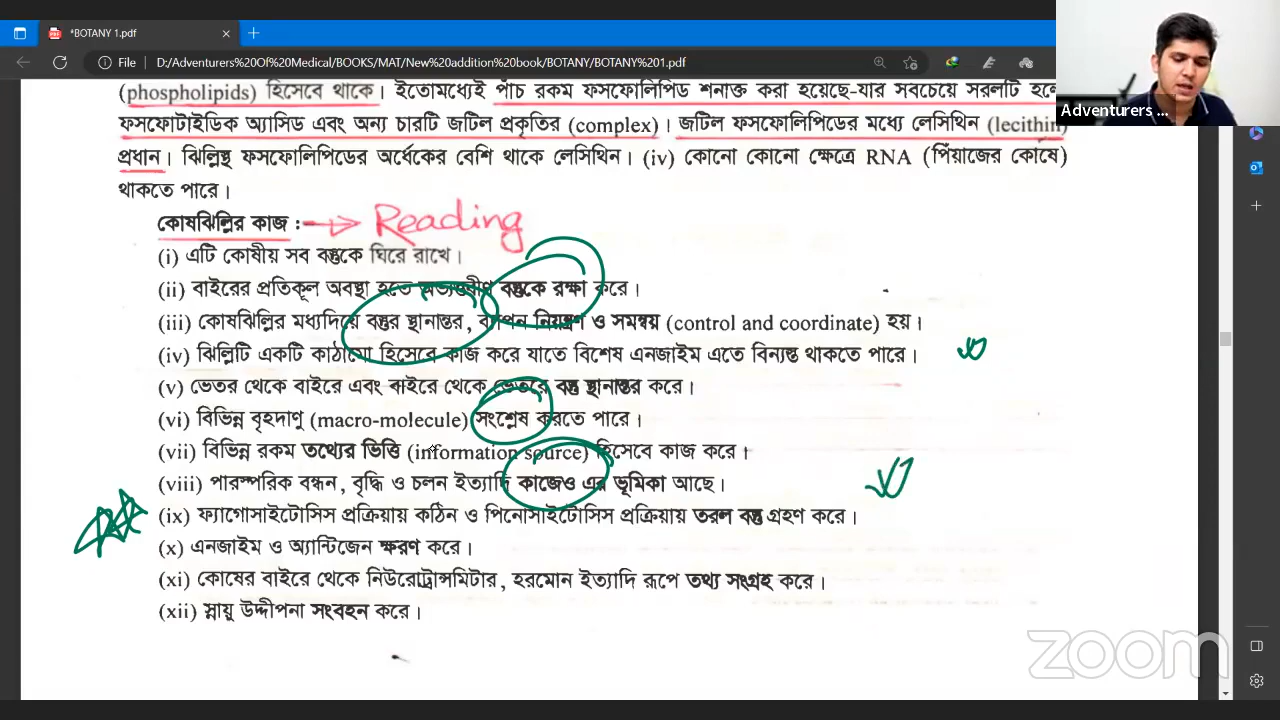 *BOTANY 1.pdf
File D:/Adventurers%20Of%20Medical/BOOKS/MAT/New%20addition%20book/BOTANY/BOTANY%201.pdf
Adventurers ...
(phospholipids) হিসেবে থাকে। ইতোমধ্যেই পাঁচ রকম ফসফোলিপিড শনাক্ত করা হয়েছে-যার সবচেয়ে সরলটি হলে
ফসফোটাইডিক অ্যাসিড এবং অন্য চারটি জটিল প্রকৃতির (complex)। জটিল ফসফোলিপিডের মধ্যে লেসিথিন (lecithin)
প্রধান। ঝিল্লিস্থ ফসফোলিপিডের অর্ধেকের বেশি থাকে লেসিথিন। (iv) কোনো কোনো ক্ষেত্রে RNA (পিঁয়াজের কোষে)
থাকতে পারে।
কোষঝিল্লির কাজ : Reading
(i) এটি কোষীয় সব বস্তুকে ঘিরে রাখে।
(ii) বাইরের প্রতিকূল অবস্থা হতে অভ্যন্তরীণ বস্তুকে রক্ষা করে।
(iii) কোষঝিল্লির মধ্যদিয়ে বস্তুর স্থানান্তর, ব্যাপন নিয়ন্ত্রণ ও সমন্বয় (control and coordinate) হয়।
(iv) ঝিল্লিটি একটি কাঠামো হিসেবে কাজ করে যাতে বিশেষ এনজাইম এতে বিন্যস্ত থাকতে পারে।
(v) ভেতর থেকে বাইরে এবং বাইরে থেকে ভেতরে বস্তু স্থানান্তর করে।
(vi) বিভিন্ন বৃহদাণু (macro-molecule) সংশ্লেষ করতে পারে।
(vii) বিভিন্ন রকম তথ্যের ভিত্তি (information source) হিসেবে কাজ করে।
(viii) পারস্পরিক বন্ধন, বৃদ্ধি ও চলন ইত্যাদি কাজেও এর ভূমিকা আছে।
(ix) ফ্যাগোসাইটোসিস প্রক্রিয়ায় কঠিন ও পিনোসাইটোসিস প্রক্রিয়ায় তরল বস্তু গ্রহণ করে।
(x) এনজাইম ও অ্যান্টিজেন ক্ষরণ করে।
(xi) কোষের বাইরে থেকে নিউরোট্রান্সমিটার, হরমোন ইত্যাদি রূপে তথ্য সংগ্রহ করে।
(xii) স্নায়ু উদ্দীপনা সংবহন করে।
zoom